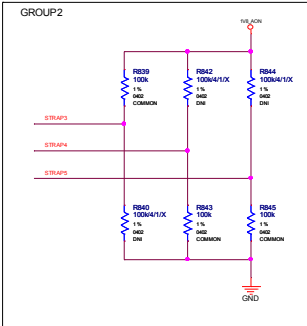 GROUP2
1V8_AON
R839
100k
1%
0402
COMMON
R842
100k/4/1/X
1%
0402
DNI
R844
100k/4/1/X
1%
0402
DNI
STRAP3
STRAP4
STRAP5
R840
100k/4/1/X
1%
0402
DNI
R843
100k
1%
0402
COMMON
R845
100k
1%
0402
COMMON
GND